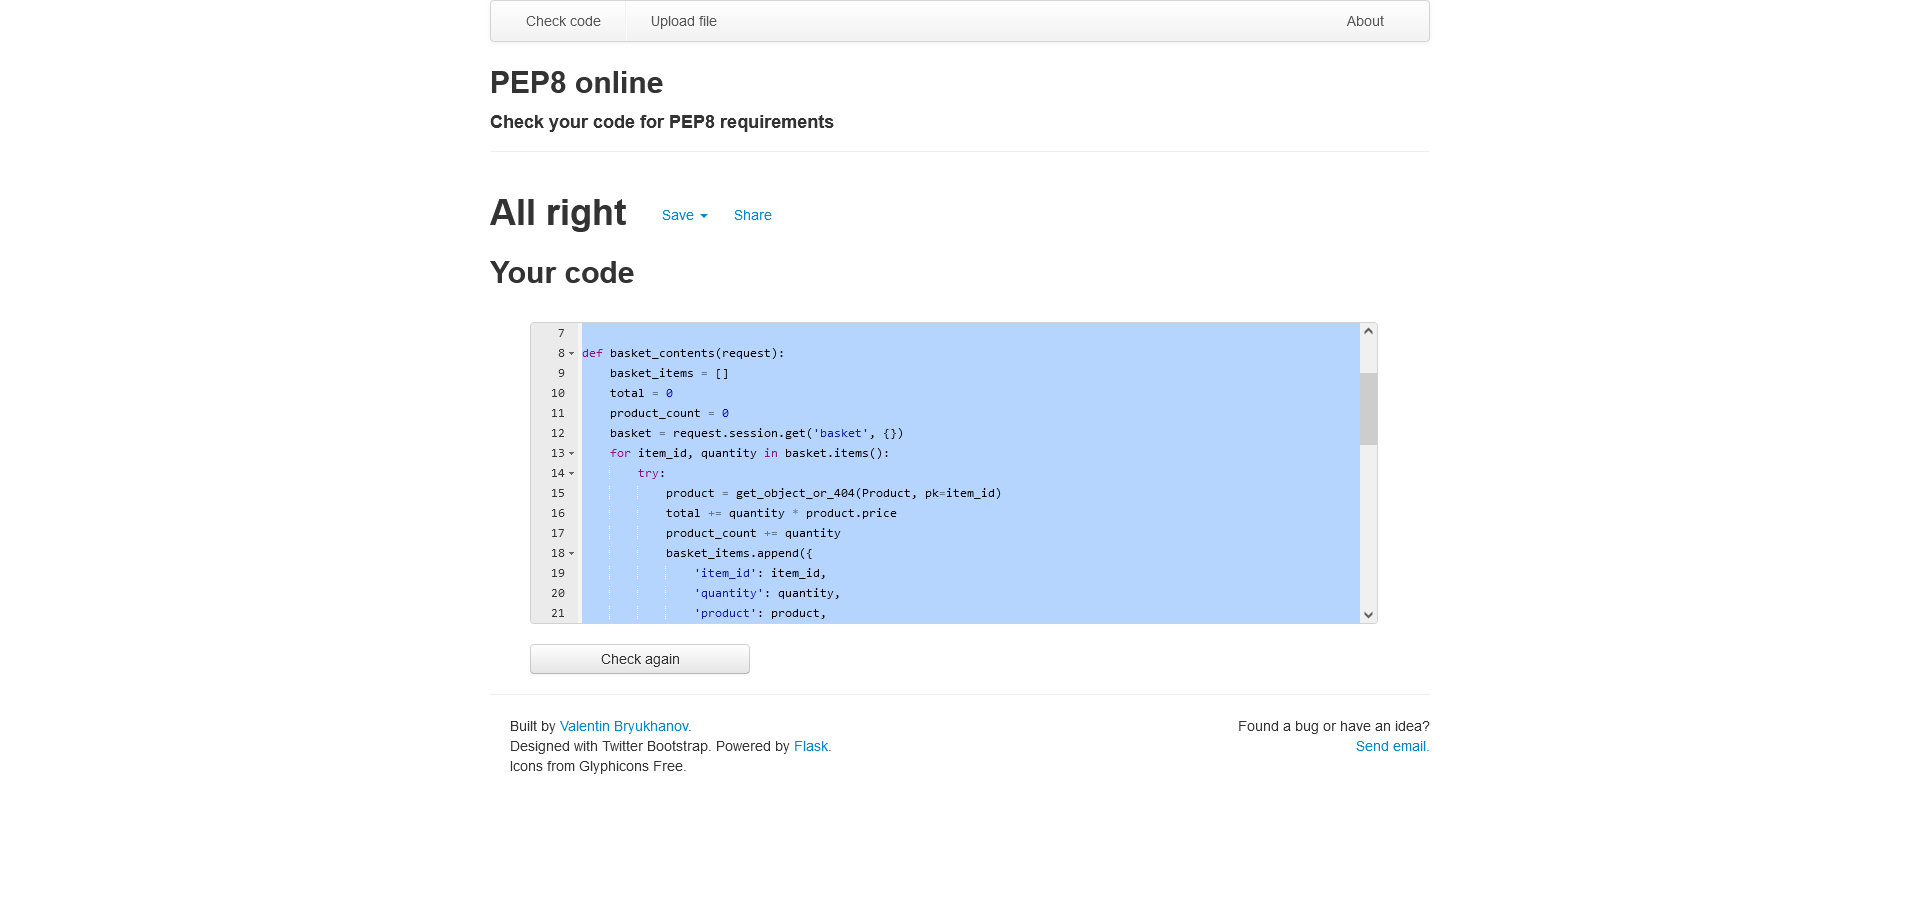 Check code Upload file About
PEP8 online
Check your code for PEP8 requirements
All right Save Share
Your code
7
8 def basket_contents(request):
9     basket_items = []
10     total = 0
11     product_count = 0
12     basket = request.session.get('basket', {})
13     for item_id, quantity in basket.items():
14         try:
15             product = get_object_or_404(Product, pk=item_id)
16             total += quantity * product.price
17             product_count += quantity
18             basket_items.append({
19                 'item_id': item_id,
20                 'quantity': quantity,
21                 'product': product,
Check again
Built by Valentin Bryukhanov. Found a bug or have an idea?
Designed with Twitter Bootstrap. Powered by Flask. Send email.
Icons from Glyphicons Free.